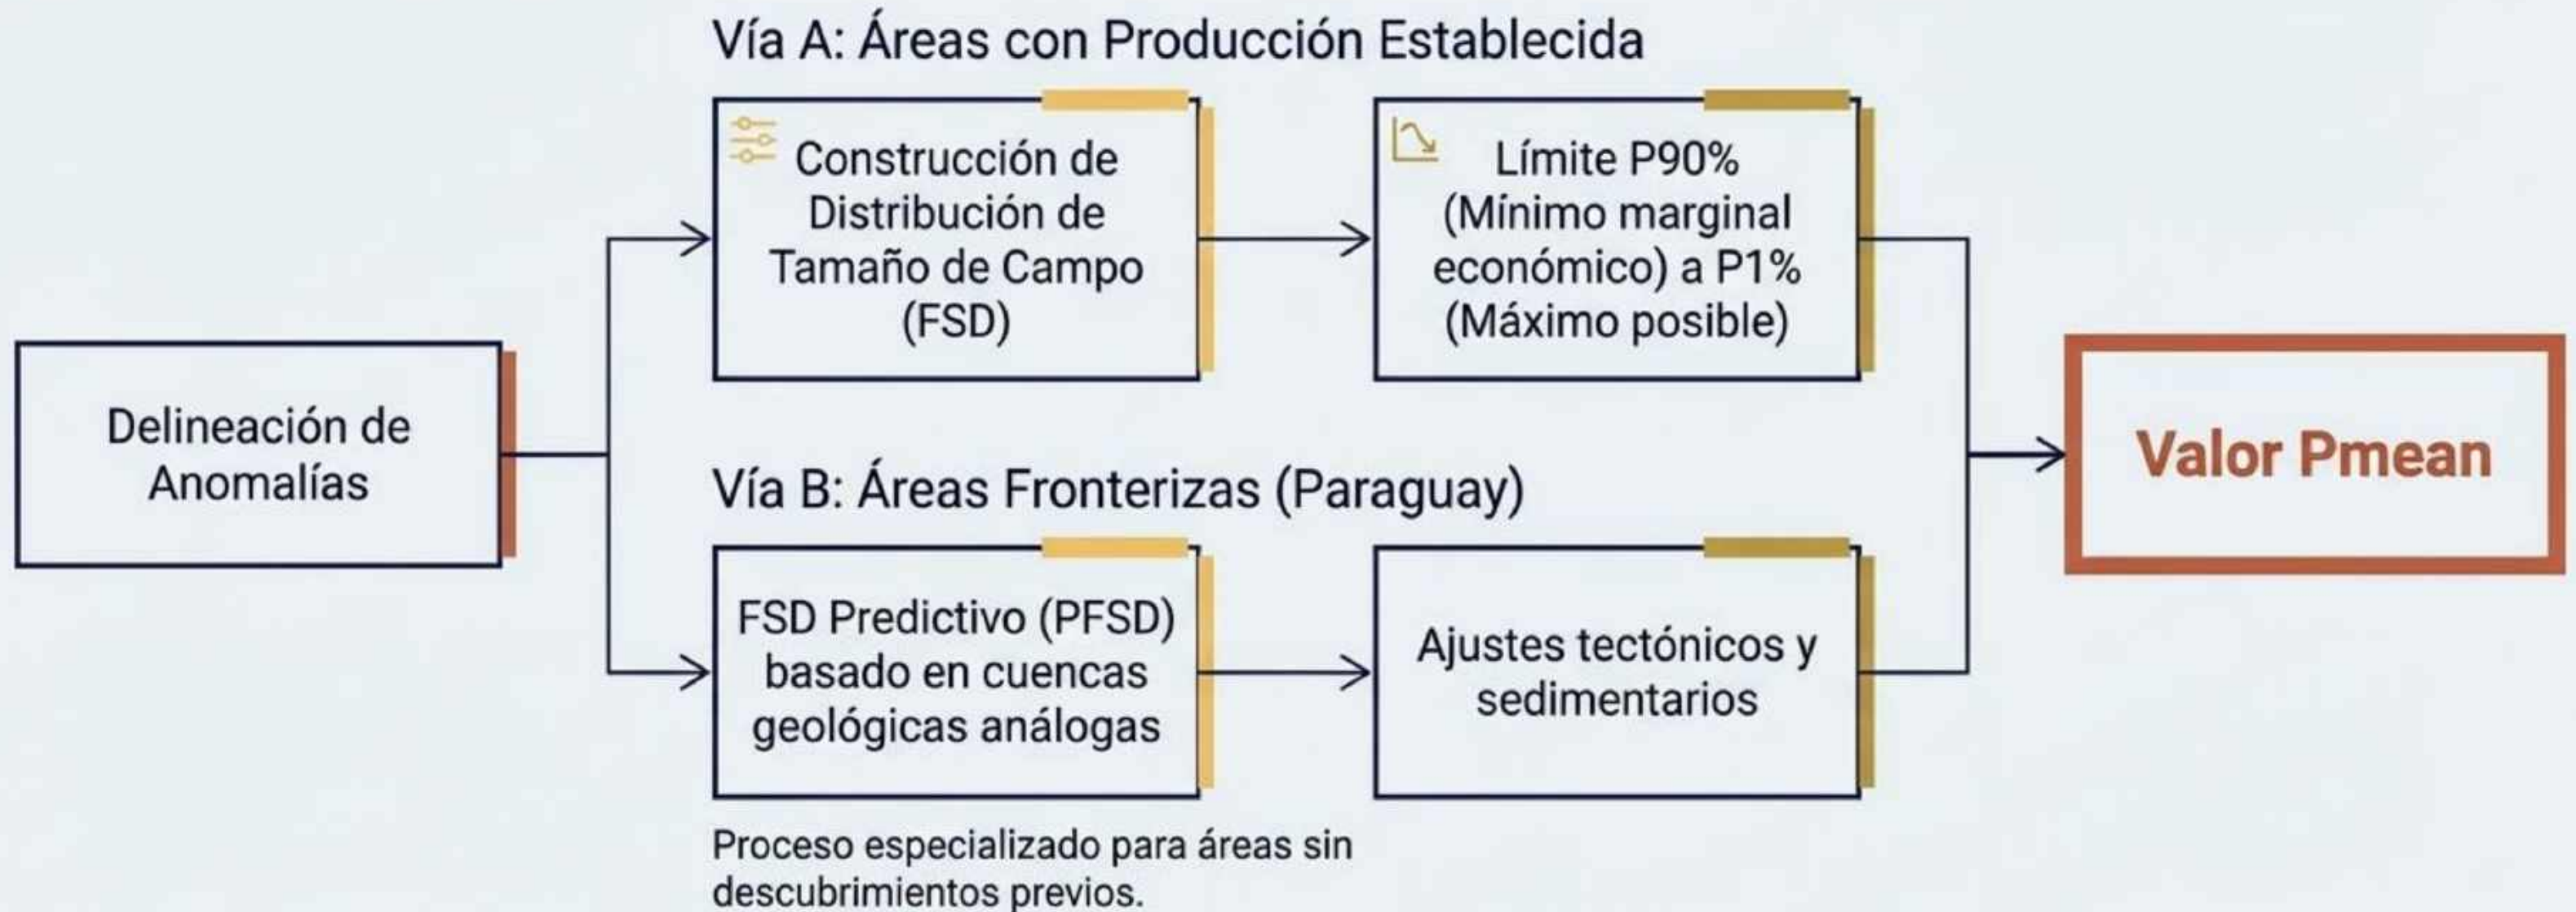 Vía A: Áreas con Producción Establecida
Construcción de
Distribución de
Tamaño de Campo
(FSD)
Límite P90%
(Mínimo marginal
económico) a P1%
(Máximo posible)
Delineación de
Anomalías
Valor Pmean
Vía B: Áreas Fronterizas (Paraguay)
FSD Predictivo (PFSD)
basado en cuencas
geológicas análogas
Ajustes tectónicos y
sedimentarios
Proceso especializado para áreas sin
descubrimientos previos.